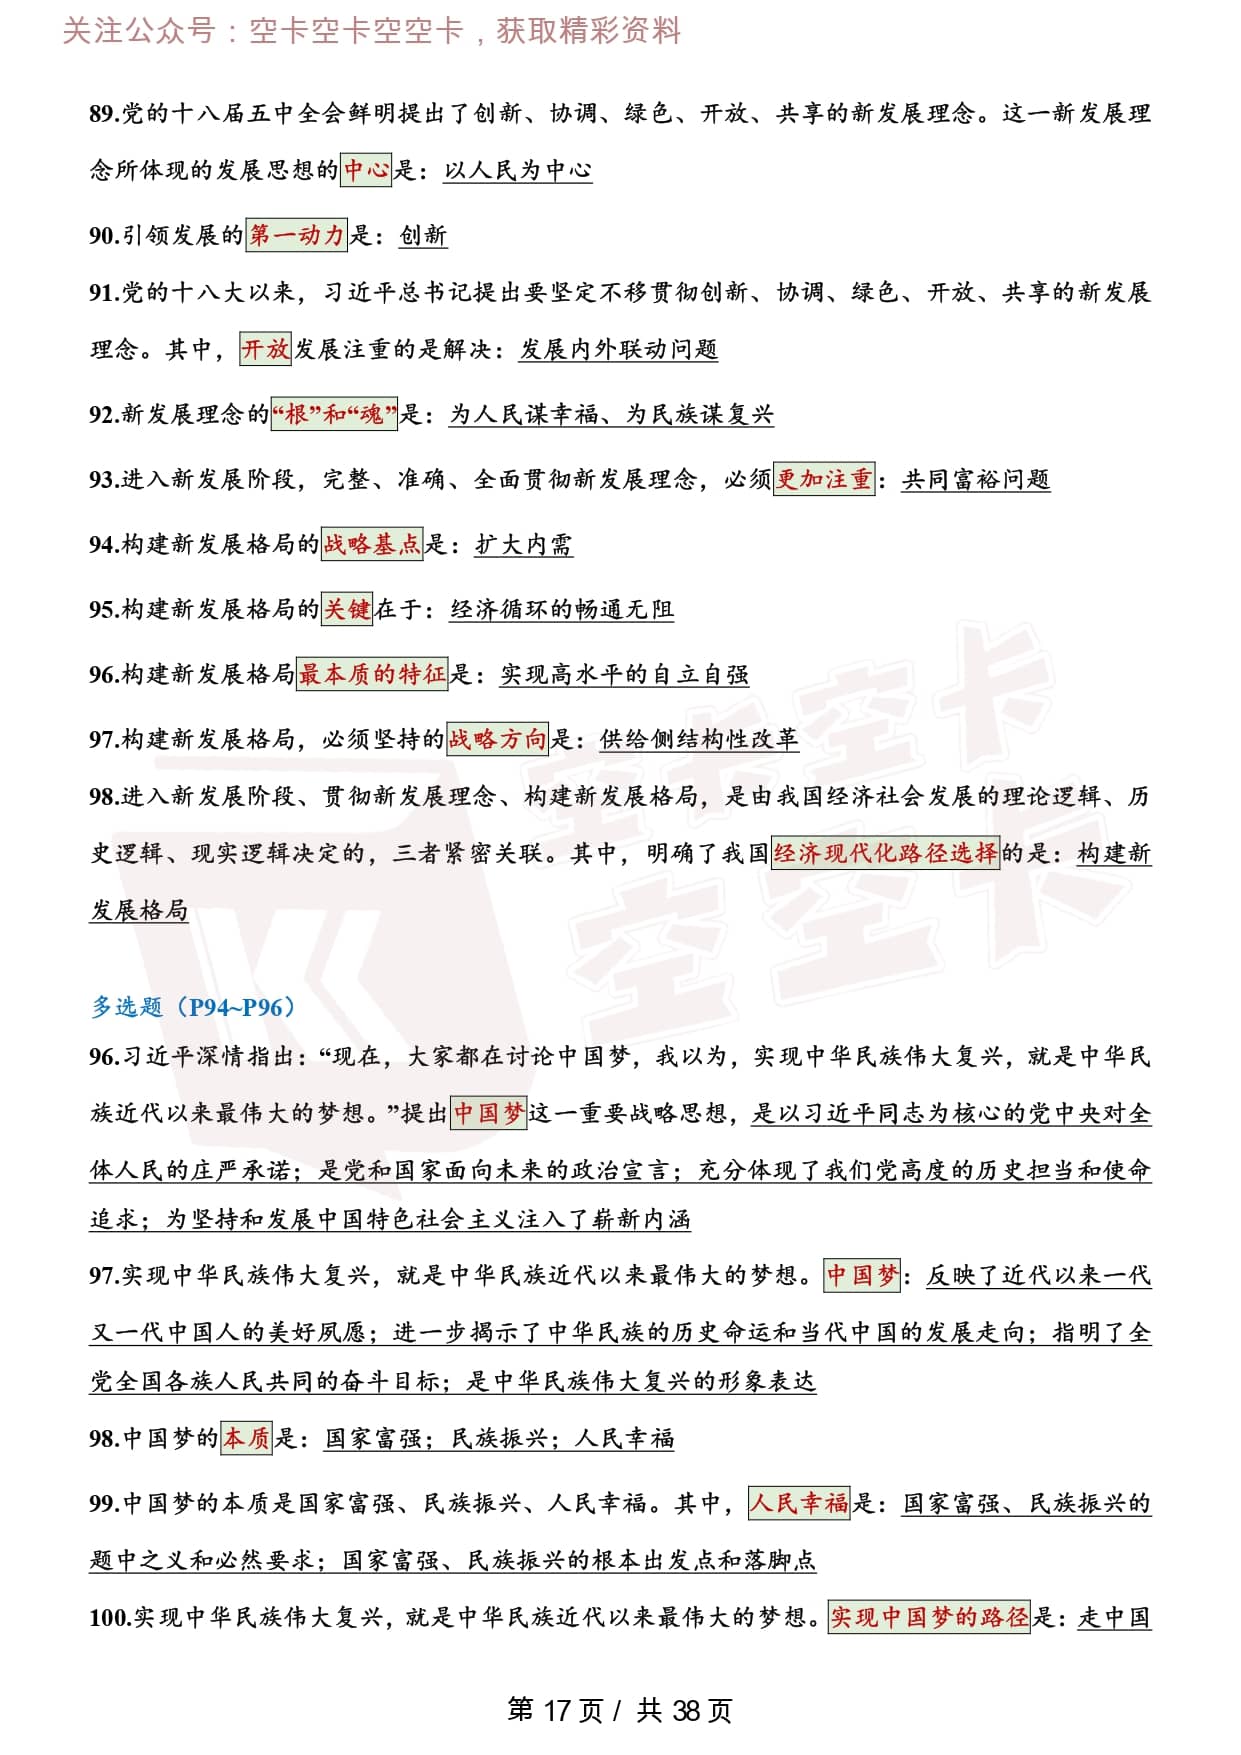 关注公众号：空卡空卡空空卡，获取精彩资料
89.党的十八届五中全会鲜明提出了创新、协调、绿色、开放、共享的新发展理念。这一新发展理
念所体现的发展思想的中心是：以人民为中心
90.引领发展的第一动力是：创新
91.党的十八大以来，习近平总书记提出要坚定不移贯彻创新、协调、绿色、开放、共享的新发展
理念。其中，开放发展注重的是解决：发展内外联动问题
92.新发展理念的“根”和“魂”是：为人民谋幸福、为民族谋复兴
93.进入新发展阶段，完整、准确、全面贯彻新发展理念，必须更加注重：共同富裕问题
94.构建新发展格局的战略基点是：扩大内需
95.构建新发展格局的关键在于：经济循环的畅通无阻
96.构建新发展格局最本质的特征是：实现高水平的自立自强
97.构建新发展格局，必须坚持的战略方向是：供给侧结构性改革
98.进入新发展阶段、贯彻新发展理念、构建新发展格局，是由我国经济社会发展的理论逻辑、历
史逻辑、现实逻辑决定的，三者紧密关联。其中，明确了我国经济现代化路径选择的是：构建新
发展格局
空卡空卡
空空卡
多选题（P94~P96）
96.习近平深情指出：“现在，大家都在讨论中国梦，我以为，实现中华民族伟大复兴，就是中华民
族近代以来最伟大的梦想。”提出中国梦这一重要战略思想，是以习近平同志为核心的党中央对全
体人民的庄严承诺；是党和国家面向未来的政治宣言；充分体现了我们党高度的历史担当和使命
追求；为坚持和发展中国特色社会主义注入了崭新内涵
97.实现中华民族伟大复兴，就是中华民族近代以来最伟大的梦想。中国梦：反映了近代以来一代
又一代中国人的美好夙愿；进一步揭示了中华民族的历史命运和当代中国的发展走向；指明了全
党全国各族人民共同的奋斗目标；是中华民族伟大复兴的形象表达
98.中国梦的本质是：国家富强；民族振兴；人民幸福
99.中国梦的本质是国家富强、民族振兴、人民幸福。其中，人民幸福是：国家富强、民族振兴的
题中之义和必然要求；国家富强、民族振兴的根本出发点和落脚点
100.实现中华民族伟大复兴，就是中华民族近代以来最伟大的梦想。实现中国梦的路径是：走中国
第 17 页 / 共 38 页